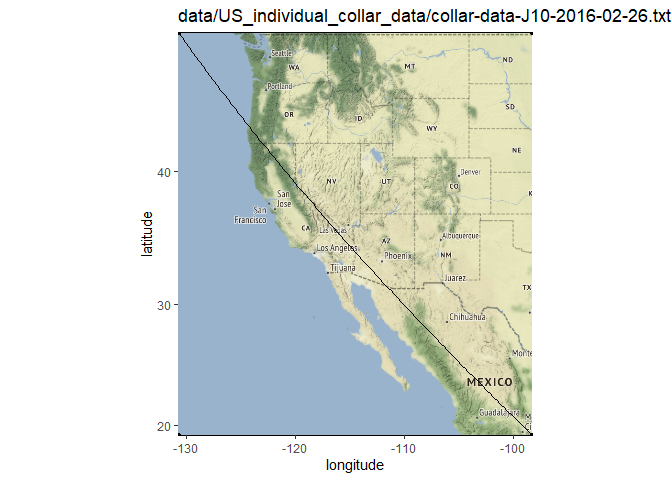 data/US_individual_collar_data/collar-data-J10-2016-02-26.txt
Seattle
WA
MT
ND
Portland
OR
ID
SD
WY
NE
40
NV
UT
Denver
CO
K
San
Jose
San
Francisco
CA
Las Vegas
AZ
Albuquerque
NM
Los Angeles
Phoenix
Tijuana
Juarez
TX
latitude
30
Chihuahua
Monte
MEXICO
Guadalajara
M
Ci
20
-130
-120
-110
-100
longitude